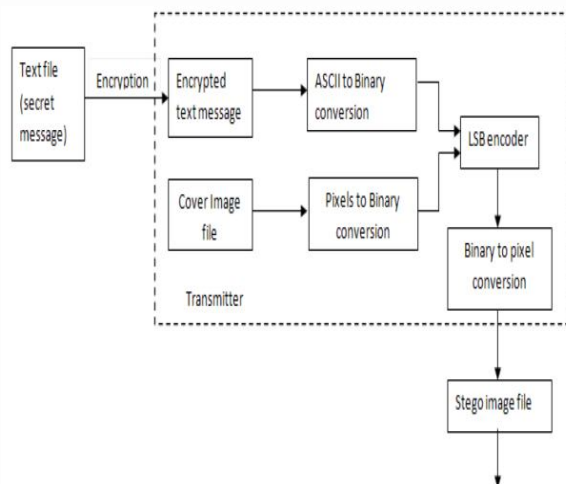 Text file
(secret
message)
Encryption
Encrypted
text message
ASCII to Binary
conversion
LSB encoder
Cover Image
file
Pixels to Binary
conversion
Binary to pixel
conversion
Transmitter
Stego image file